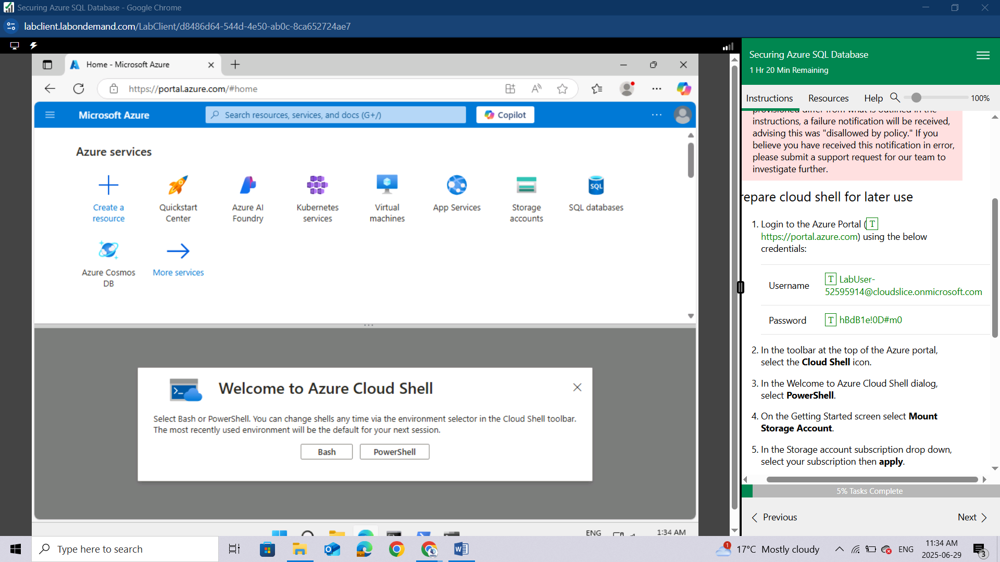 Securing Azure SQL Database - Google Chrome
labclient.labondemand.com/LabClient/d8486d64-544d-4e50-ab0c-8ca652724ae7
Home - Microsoft Azure
https://portal.azure.com/#home
Microsoft Azure
Search resources, services, and docs (G+/)
Copilot
Azure services
Create a resource
Quickstart Center
Azure AI Foundry
Kubernetes services
Virtual machines
App Services
Storage accounts
SQL
SQL databases
Azure Cosmos DB
More services
Welcome to Azure Cloud Shell
Select Bash or PowerShell. You can change shells any time via the environment selector in the Cloud Shell toolbar.
The most recently used environment will be the default for your next session.
Bash
PowerShell
ENG
1:34 AM
Securing Azure SQL Database
1 Hr 20 Min Remaining
Instructions
Resources
Help
100%
provisioned differ from what is outlined in the
instructions, a failure notification will be received,
advising this was "disallowed by policy." If you
believe you have received this notification in error,
please submit a support request for our team to
investigate further.
repare cloud shell for later use
1. Login to the Azure Portal (T
https://portal.azure.com) using the below
credentials:
Username
T LabUser-
52595914@cloudslice.onmicrosoft.com
Password
T hBdB1e!0D#m0
2. In the toolbar at the top of the Azure portal,
select the Cloud Shell icon.
3. In the Welcome to Azure Cloud Shell dialog,
select PowerShell.
4. On the Getting Started screen select Mount
Storage Account.
5. In the Storage account subscription drop down,
select your subscription then apply.
5% Tasks Complete
Previous
Next
Type here to search
1
17°C Mostly cloudy
ENG
11:34 AM
2025-06-29
3